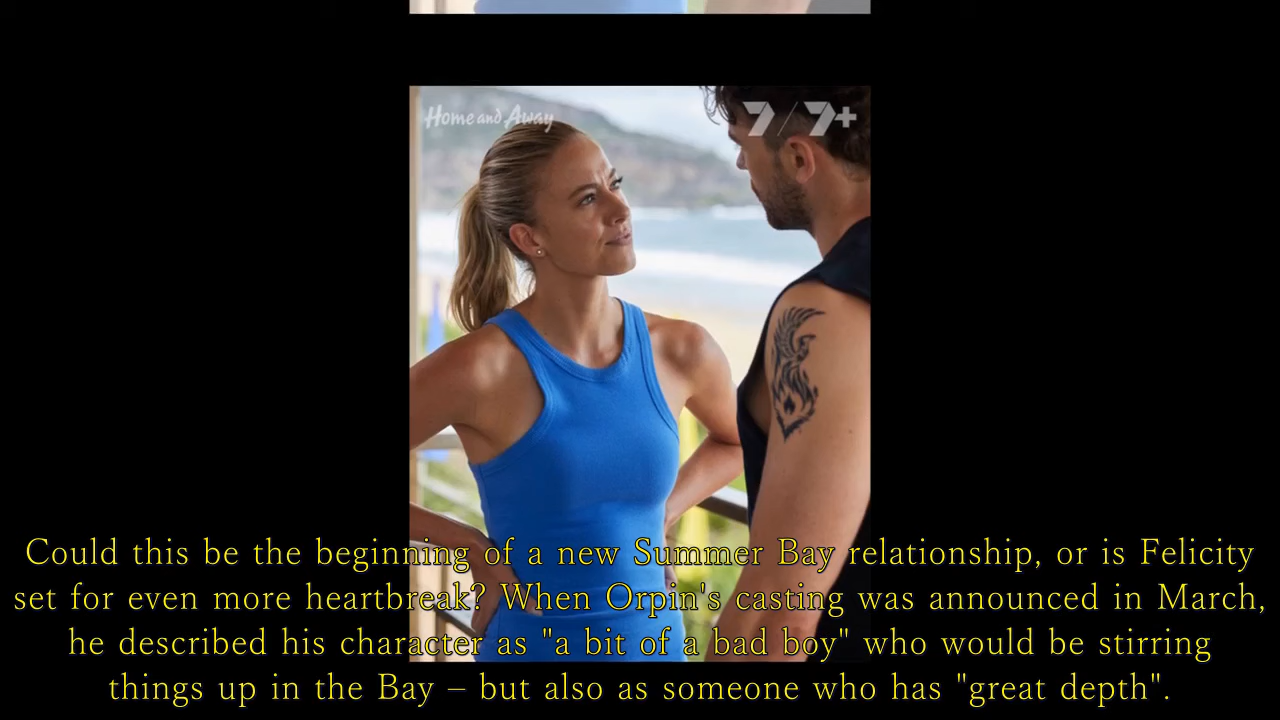 Home and Away
7/7+
Could this be the beginning of a new Summer Bay relationship, or is Felicity
set for even more heartbreak? When Orpin's casting was announced in March,
he described his character as "a bit of a bad boy" who would be stirring
things up in the Bay – but also as someone who has "great depth".